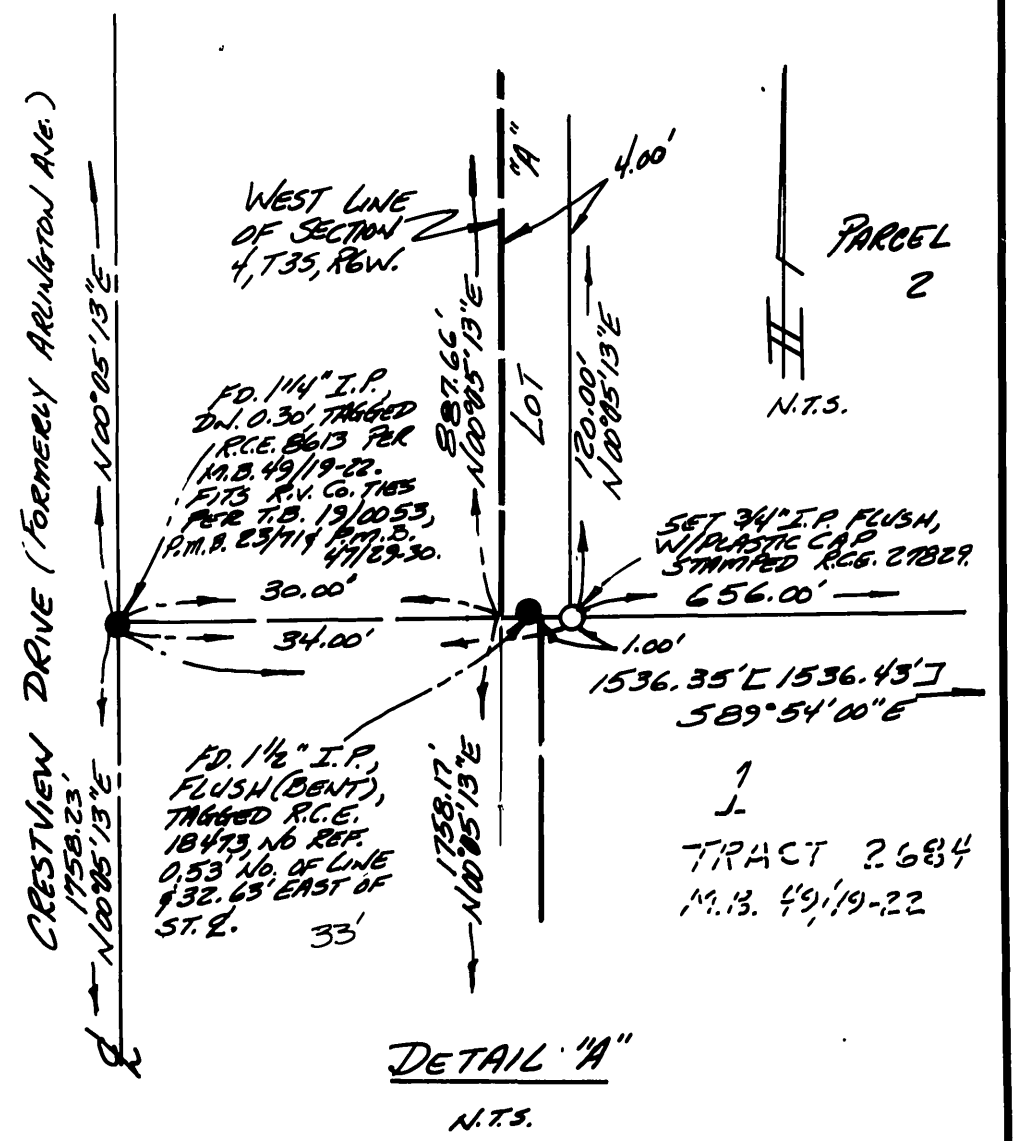 CRESTVIEW DRIVE (FORMERLY ARLINGTON AVE.)
N00°05'13"E
WEST LINE
OF SECTION
4, T3S, R6W.
"A"
LOT
4.00'
PARCEL
2
N.T.S.
887.66'
N00°05'13"E
120.00'
N00°05'13"E
FD. 1 1/4" I.P.,
DN. 0.30', TAGGED
R.C.E. 8613 PER
M.B. 49/19-22.
FITS R.V. CO. TIES
PER T.B. 19/0053,
P.M.B. 23/71 & P.M.B.
47/29-30.
SET 3/4" I.P. FLUSH,
W/PLASTIC CAP
STAMPED R.C.E. 27829.
30.00'
656.00'
34.00'
1.00'
1536.35' [1536.43']
S89°54'00"E
FD. 1 1/2" I.P.,
FLUSH (BENT),
TAGGED R.C.E.
18473, NO REF.
0.53' NO. OF LINE
& 32.63' EAST OF
ST. ℄.
33'
1758.23'
N00°05'13"E
1758.17'
N00°05'13"E
1
TRACT 2684
M.B. 49/19-22
℄
DETAIL "A"
N.T.S.